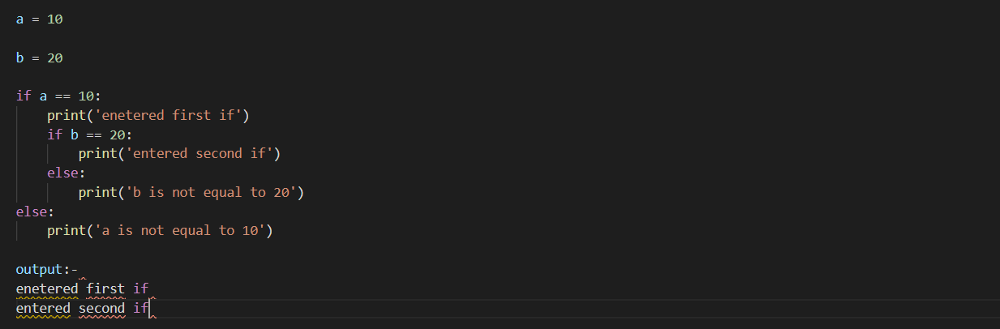 a = 10
b = 20
if a == 10:
    print('enetered first if')
    if b == 20:
        print('entered second if')
    else:
        print('b is not equal to 20')
else:
    print('a is not equal to 10')
output:-
enetered first if
entered second if